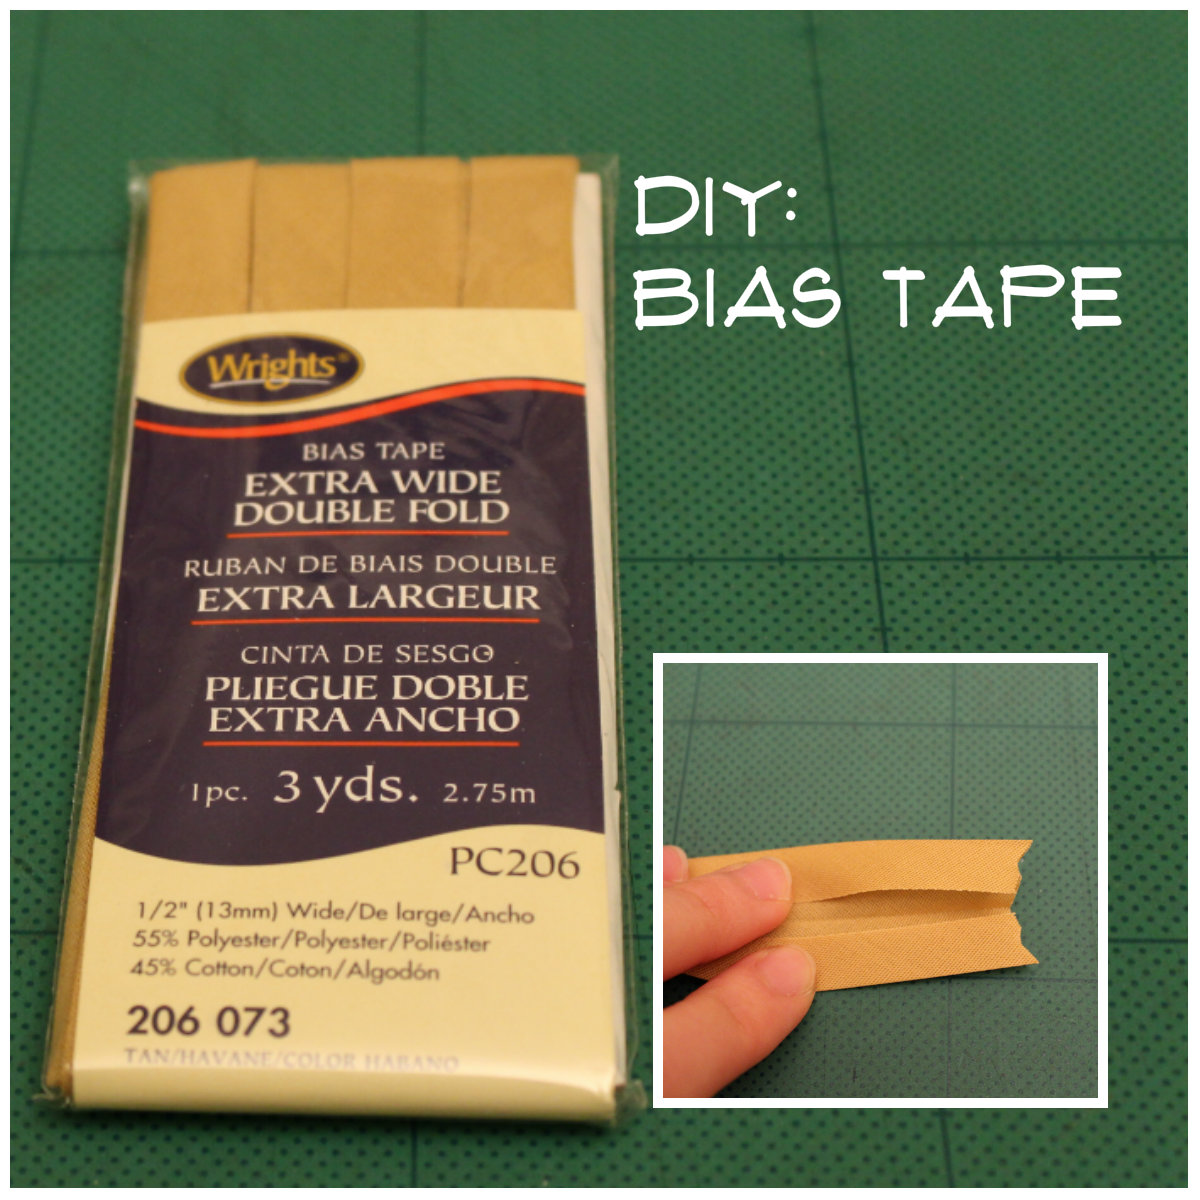 DIY:
BIAS TAPE
Wrights®
BIAS TAPE
EXTRA WIDE
DOUBLE FOLD
RUBAN DE BIAIS DOUBLE
EXTRA LARGEUR
CINTA DE SESGO
PLIEGUE DOBLE
EXTRA ANCHO
1 pc. 3 yds. 2.75m
PC206
1/2" (13mm) Wide/De large/Ancho
55% Polyester/Polyester/Poliéster
45% Cotton/Coton/Algodón
206 073
TAN/HAVANE/COLOR HABANO